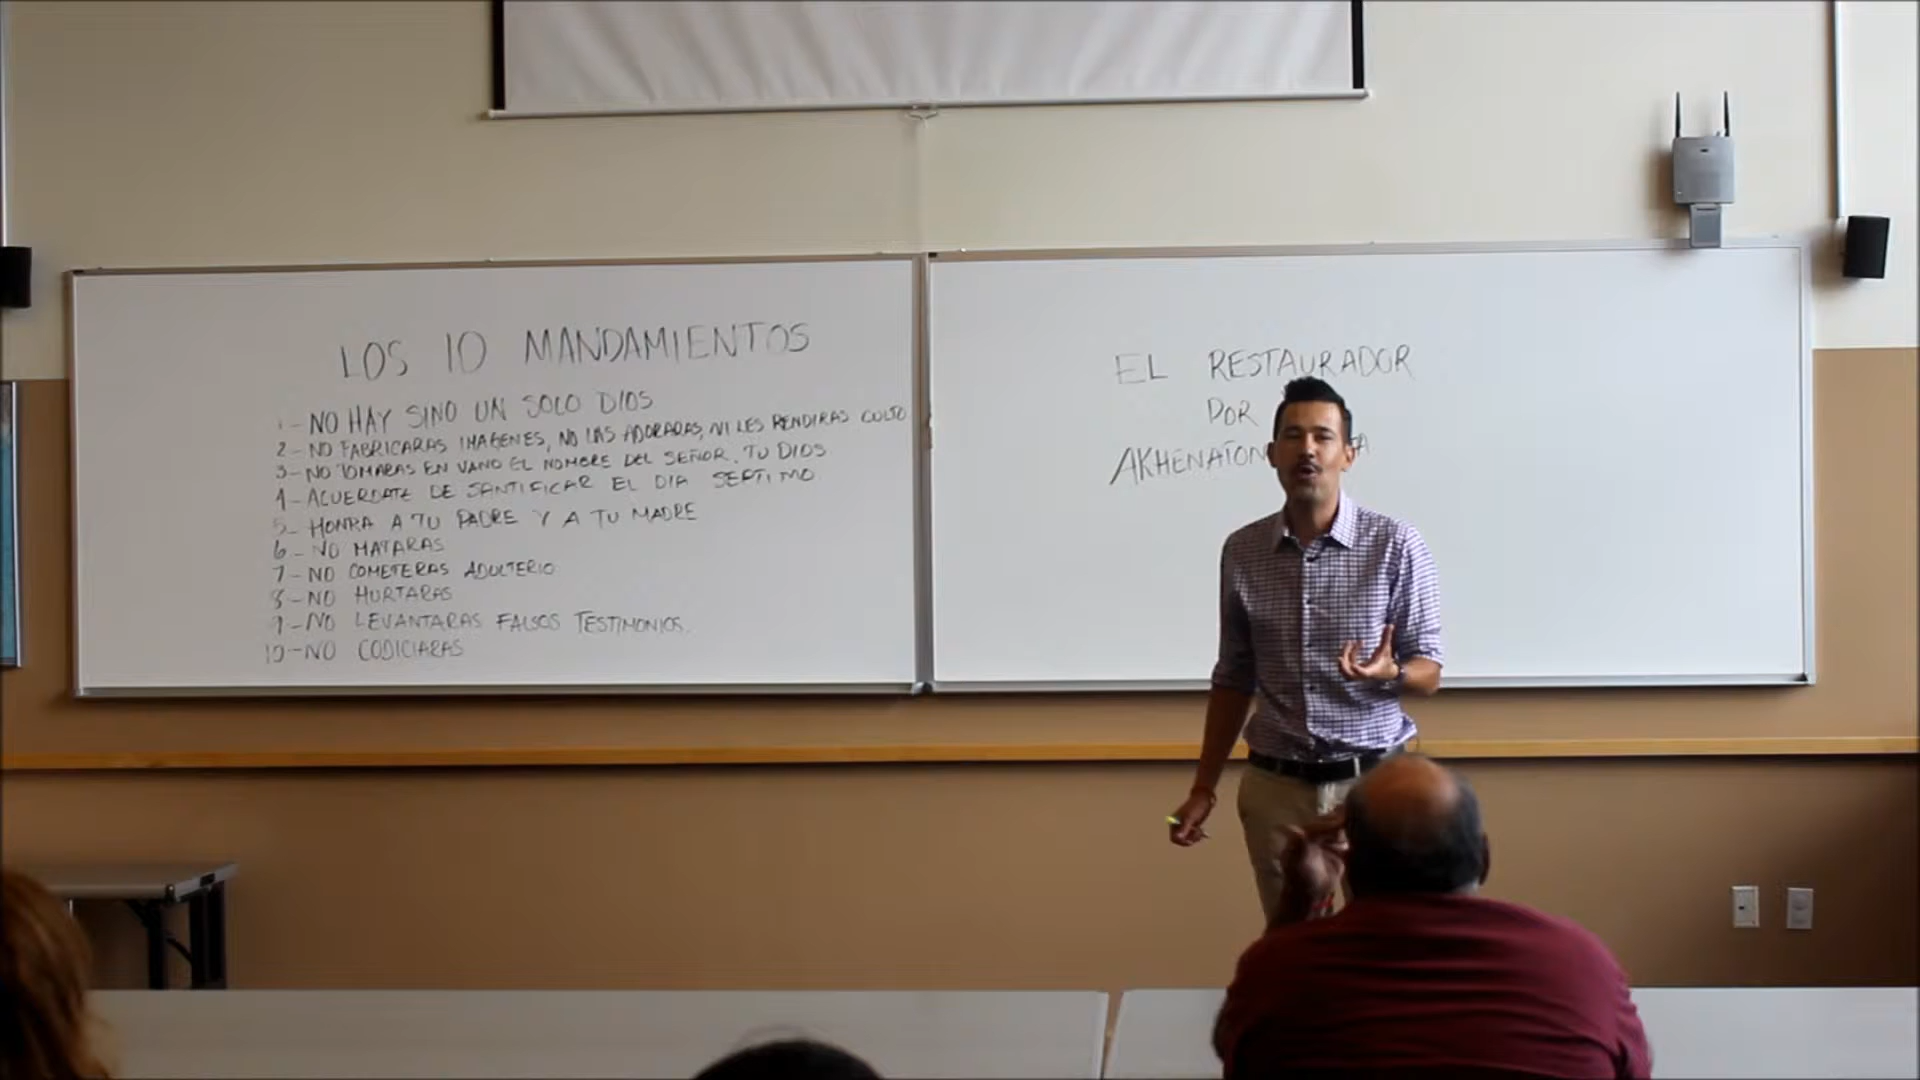 LOS 10 MANDAMIENTOS
1- NO HAY SINO UN SOLO DIOS
2- NO FABRICARAS IMAGENES, NO LAS ADORARAS, NI LES RENDIRAS CULTO
3- NO TOMARAS EN VANO EL NOMBRE DEL SEÑOR, TU DIOS
4- ACUERDATE DE SANTIFICAR EL DIA SEPTIMO
5- HONRA A TU PADRE Y A TU MADRE
6- NO MATARAS
7- NO COMETERAS ADULTERIO
8- NO HURTARAS
9- NO LEVANTARAS FALSOS TESTIMONIOS.
10- NO CODICIARAS
EL RESTAURADOR
POR
AKHENATON